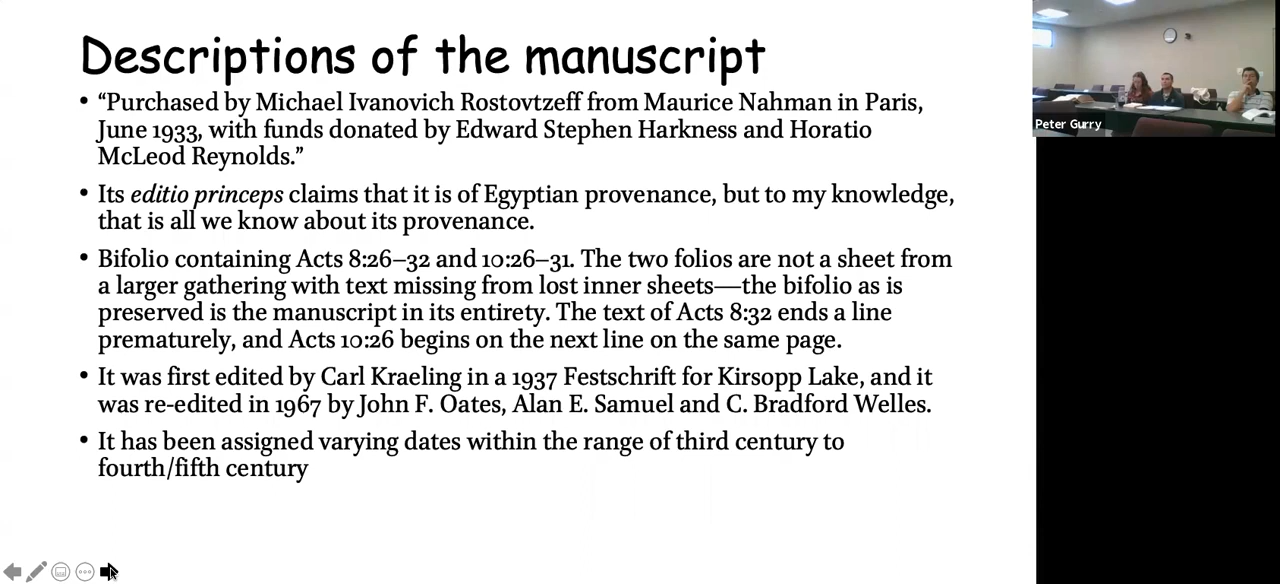 Descriptions of the manuscript
• “Purchased by Michael Ivanovich Rostovtzeff from Maurice Nahman in Paris,
June 1933, with funds donated by Edward Stephen Harkness and Horatio
McLeod Reynolds.”
• Its editio princeps claims that it is of Egyptian provenance, but to my knowledge,
that is all we know about its provenance.
• Bifolio containing Acts 8:26–32 and 10:26–31. The two folios are not a sheet from
a larger gathering with text missing from lost inner sheets—the bifolio as is
preserved is the manuscript in its entirety. The text of Acts 8:32 ends a line
prematurely, and Acts 10:26 begins on the next line on the same page.
• It was first edited by Carl Kraeling in a 1937 Festschrift for Kirsopp Lake, and it
was re-edited in 1967 by John F. Oates, Alan E. Samuel and C. Bradford Welles.
• It has been assigned varying dates within the range of third century to
fourth/fifth century
Peter Gurry